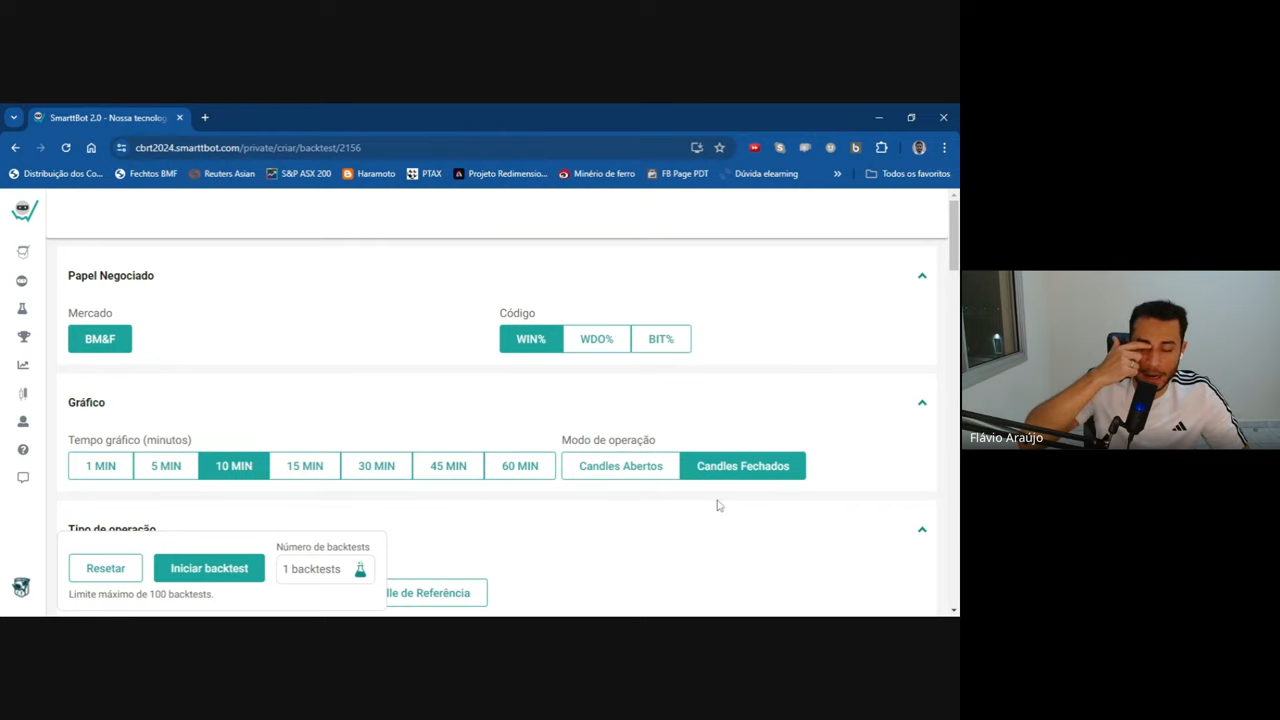 SmarttBot 2.0 - Nossa tecnolog
cbrt2024.smarttbot.com/private/criar/backtest/2156
Distribuição dos Co... Fechtos BMF Reuters Asian S&P ASX 200 Haramoto PTAX Projeto Redimensio... Minério de ferro FB Page PDT Dúvida elearning » Todos os favoritos
Papel Negociado
Mercado Código
BM&F WIN% WDO% BIT%
Gráfico
Tempo gráfico (minutos) Modo de operação
1 MIN 5 MIN 10 MIN 15 MIN 30 MIN 45 MIN 60 MIN Candles Abertos Candles Fechados
Tipo de operação
Número de backtests
Resetar Iniciar backtest 1 backtests
Limite máximo de 100 backtests.
lle de Referência
Flávio Araújo